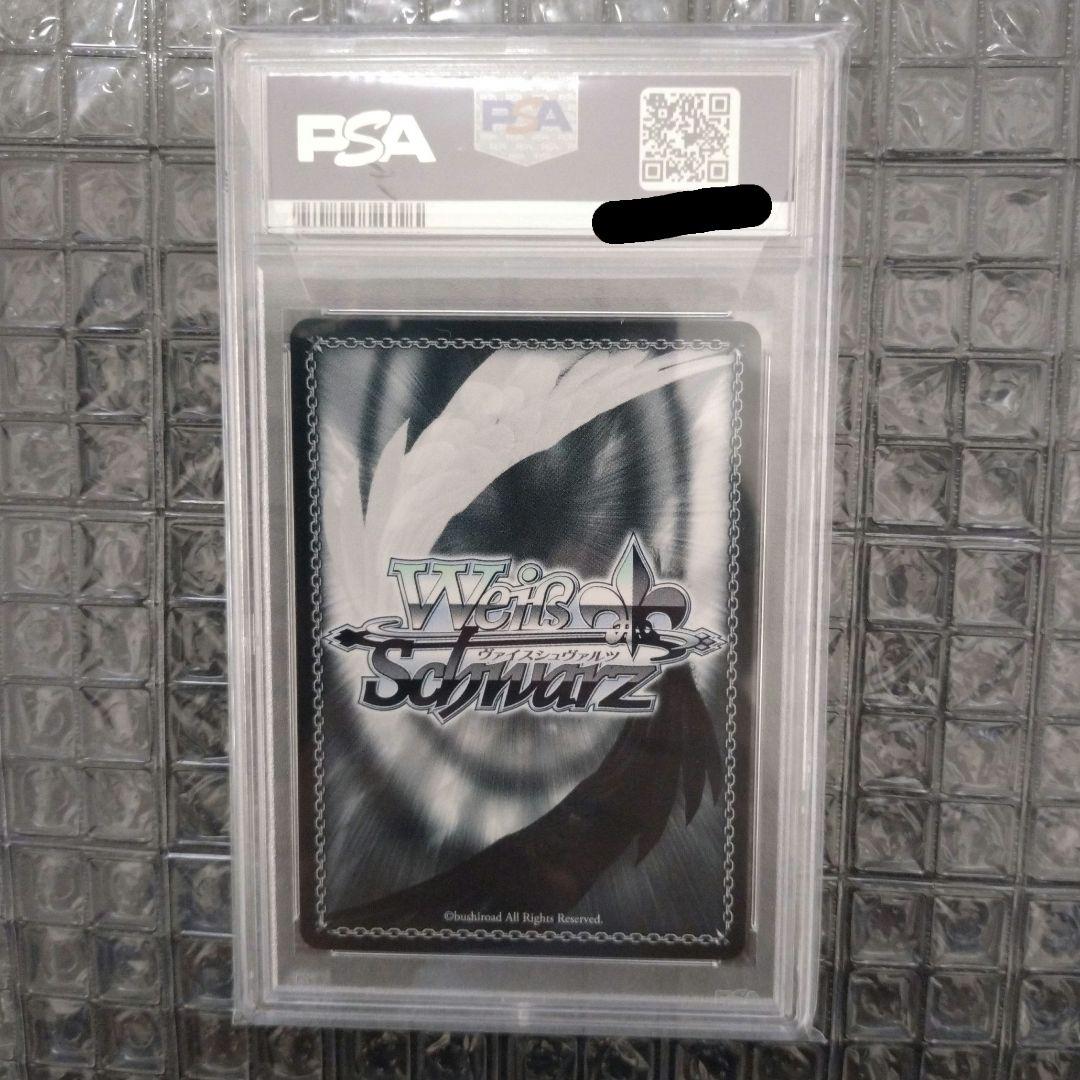 PSA
PSA
Weiß
ヴァイスシュヴァルツ
Schwarz
©bushiroad All Rights Reserved.